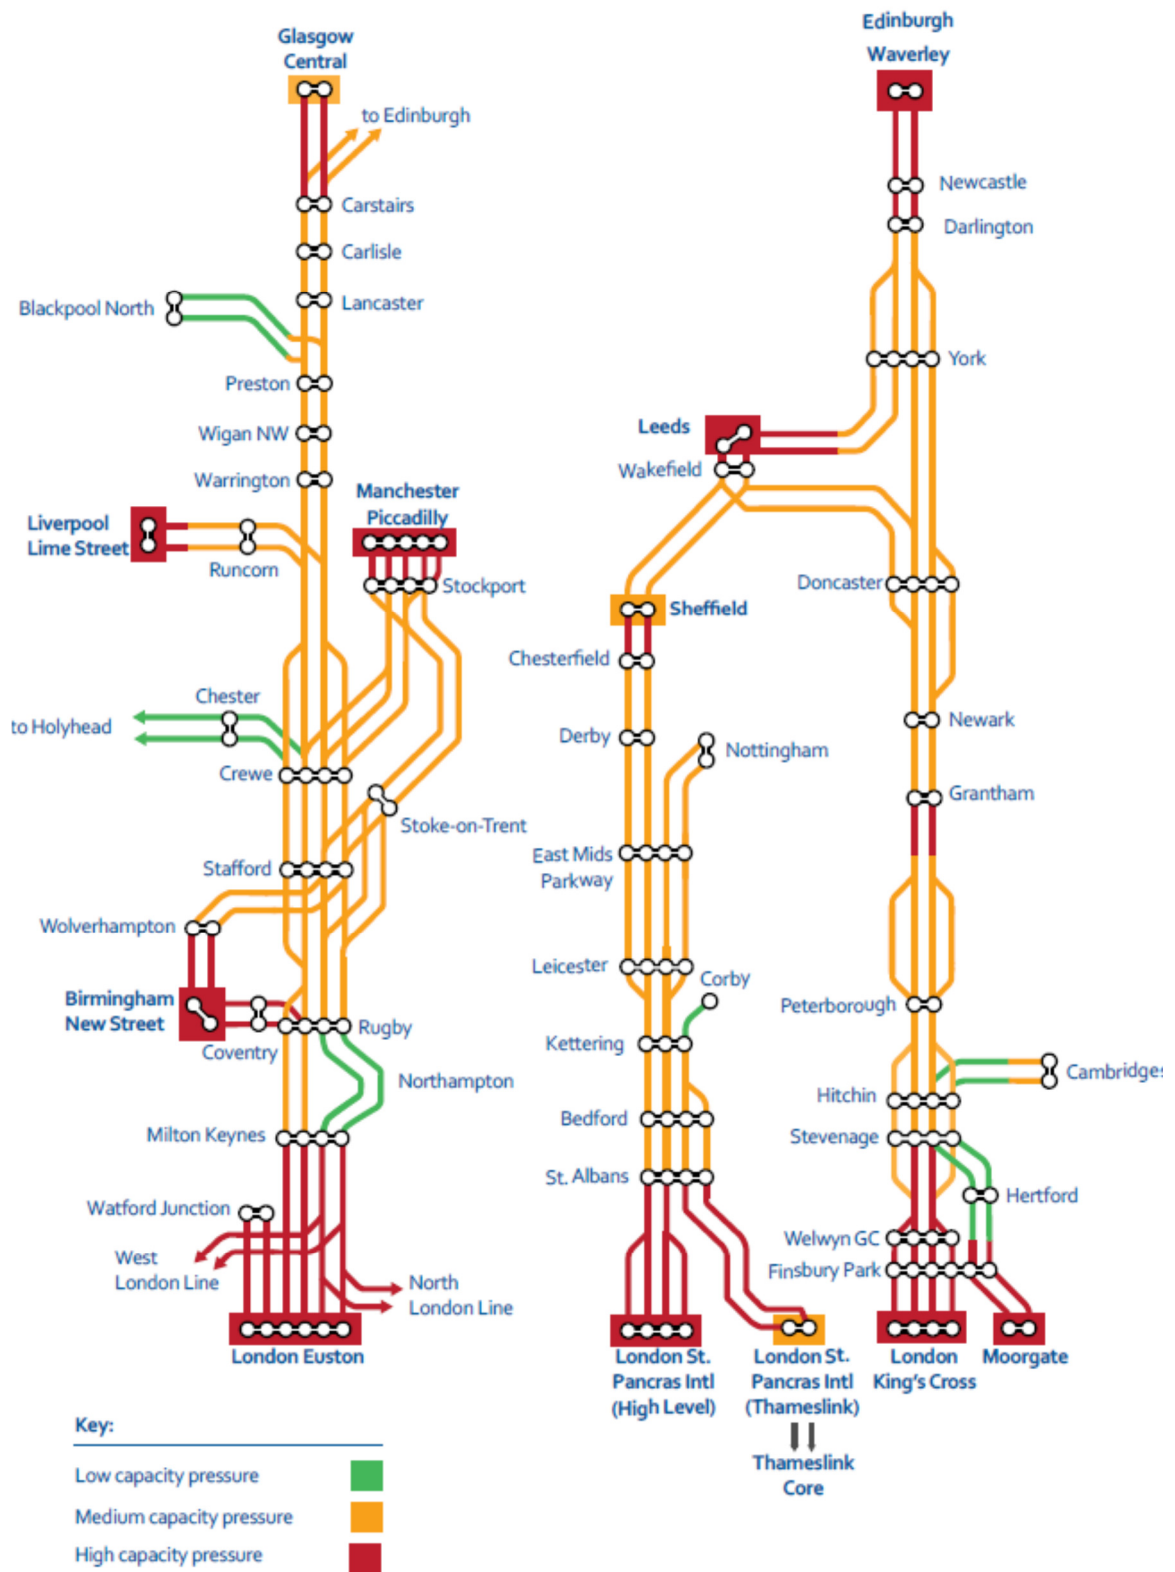 Glasgow
Central
to Edinburgh
Carstairs
Carlisle
Lancaster
Blackpool North
Preston
Wigan NW
Warrington
Manchester
Piccadilly
Liverpool
Lime Street
Runcorn
Stockport
Chester
to Holyhead
Crewe
Stoke-on-Trent
Stafford
Wolverhampton
Birmingham
New Street
Coventry
Rugby
Northampton
Milton Keynes
Watford Junction
West
London Line
North
London Line
London Euston
Edinburgh
Waverley
Newcastle
Darlington
York
Leeds
Wakefield
Doncaster
Sheffield
Chesterfield
Newark
Derby
Nottingham
Grantham
East Mids
Parkway
Leicester
Corby
Peterborough
Kettering
Cambridges
Hitchin
Bedford
Stevenage
St. Albans
Hertford
Welwyn GC
Finsbury Park
London St.
Pancras Intl
(High Level)
London St.
Pancras Intl
(Thameslink)
Thameslink
Core
London
King's Cross
Moorgate
Key:
Low capacity pressure
Medium capacity pressure
High capacity pressure